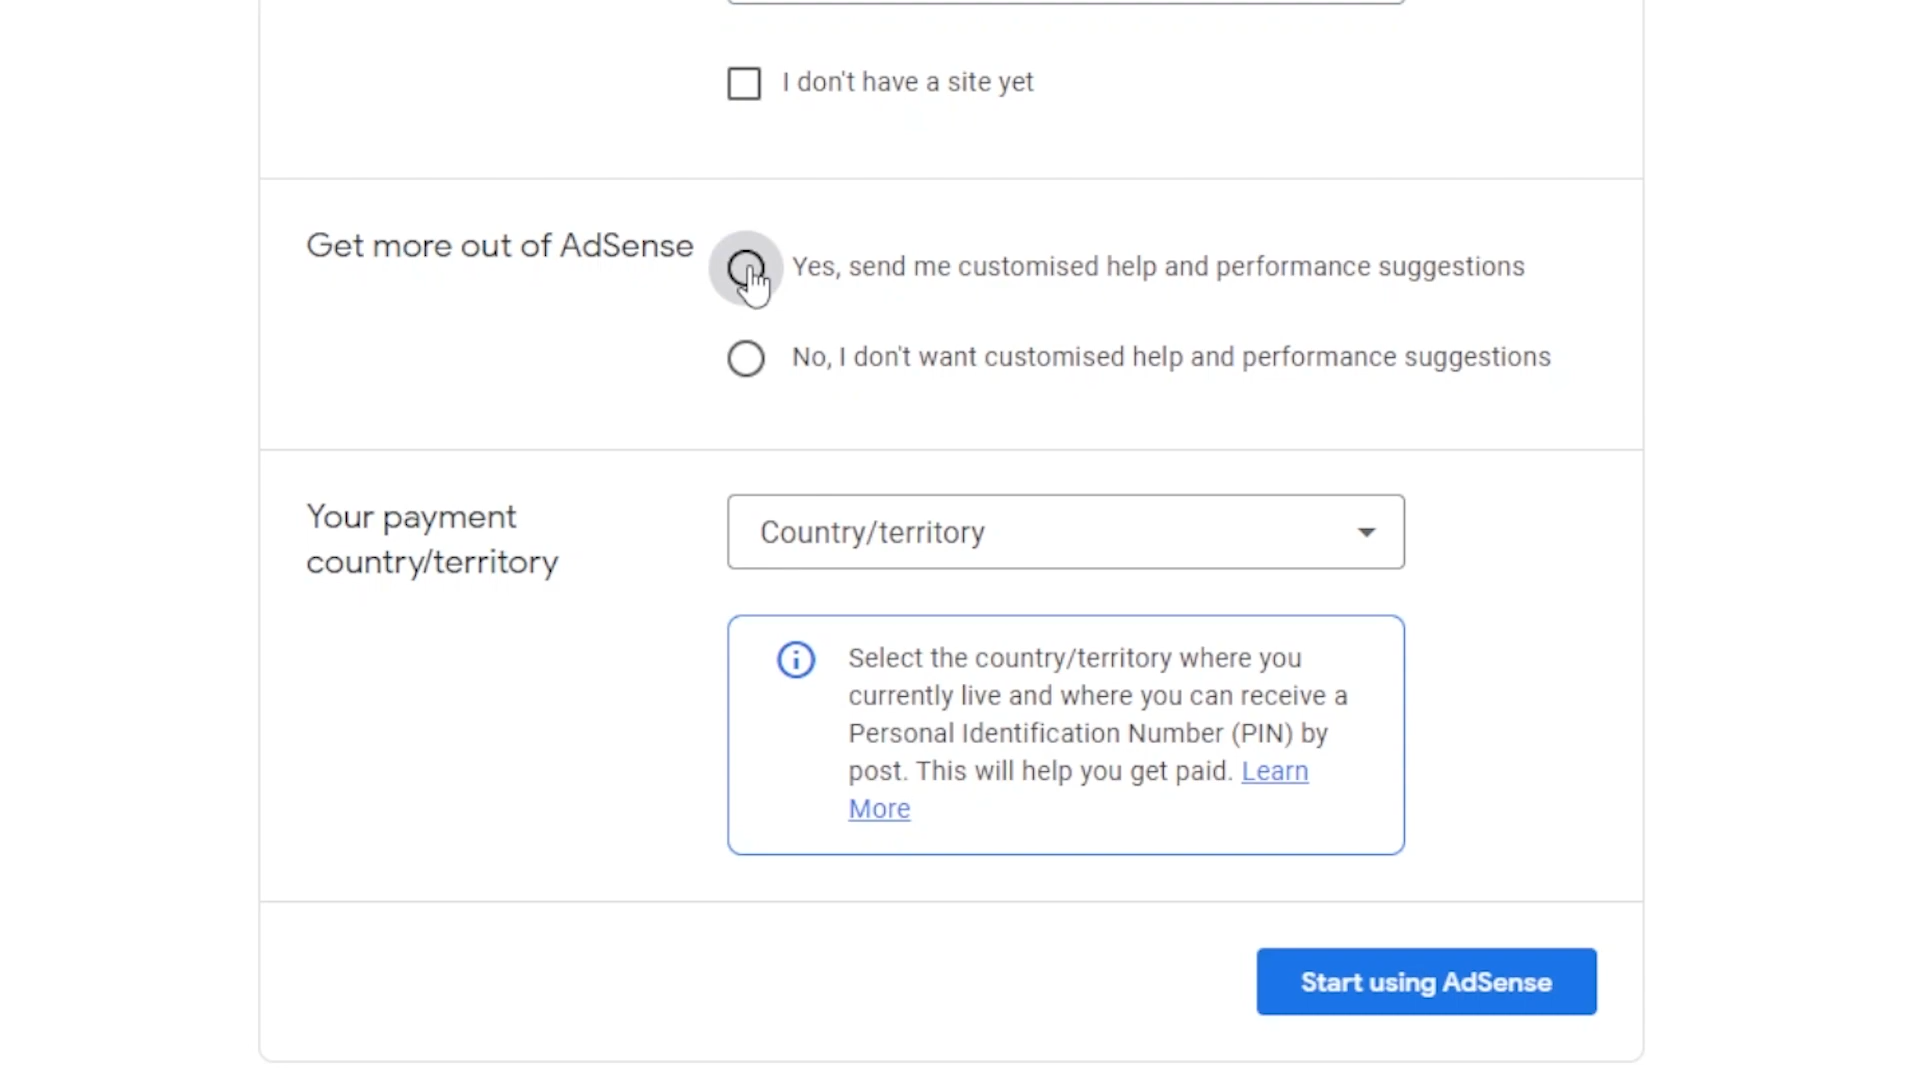 I don't have a site yet
Get more out of AdSense
Yes, send me customised help and performance suggestions
No, I don't want customised help and performance suggestions
Your payment
country/territory
Country/territory
Select the country/territory where you
currently live and where you can receive a
Personal Identification Number (PIN) by
post. This will help you get paid. Learn
More
Start using AdSense